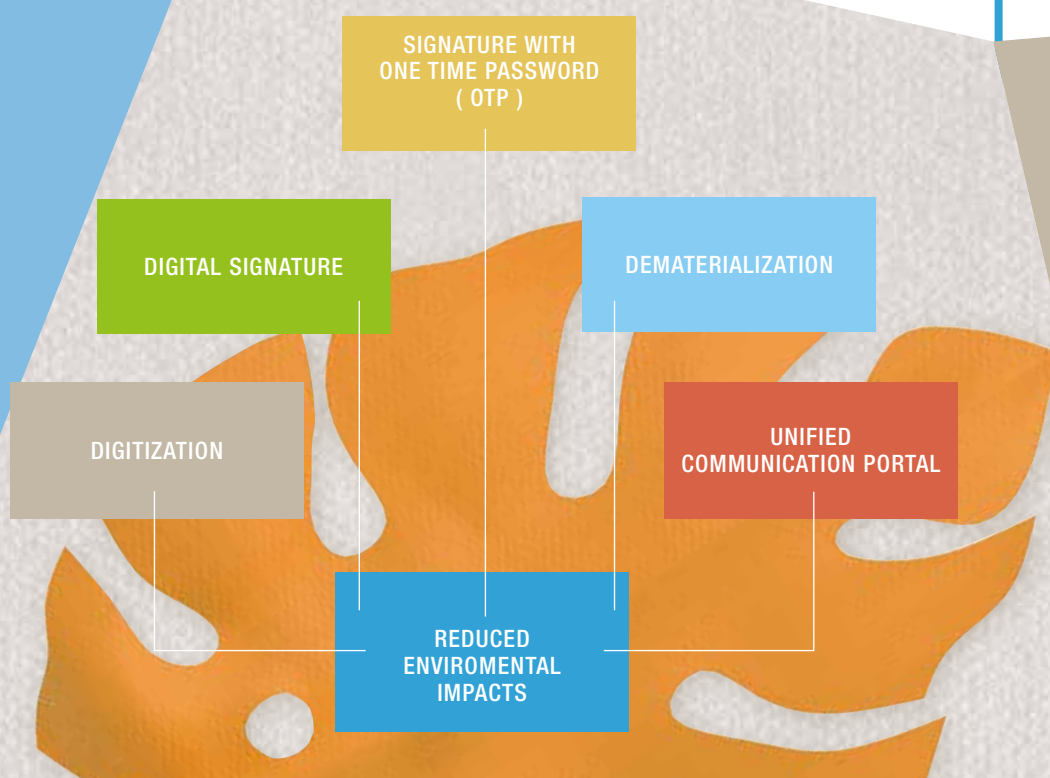 SIGNATURE WITH
ONE TIME PASSWORD
( OTP )
DIGITAL SIGNATURE
DEMATERIALIZATION
DIGITIZATION
UNIFIED
COMMUNICATION PORTAL
REDUCED
ENVIROMENTAL
IMPACTS